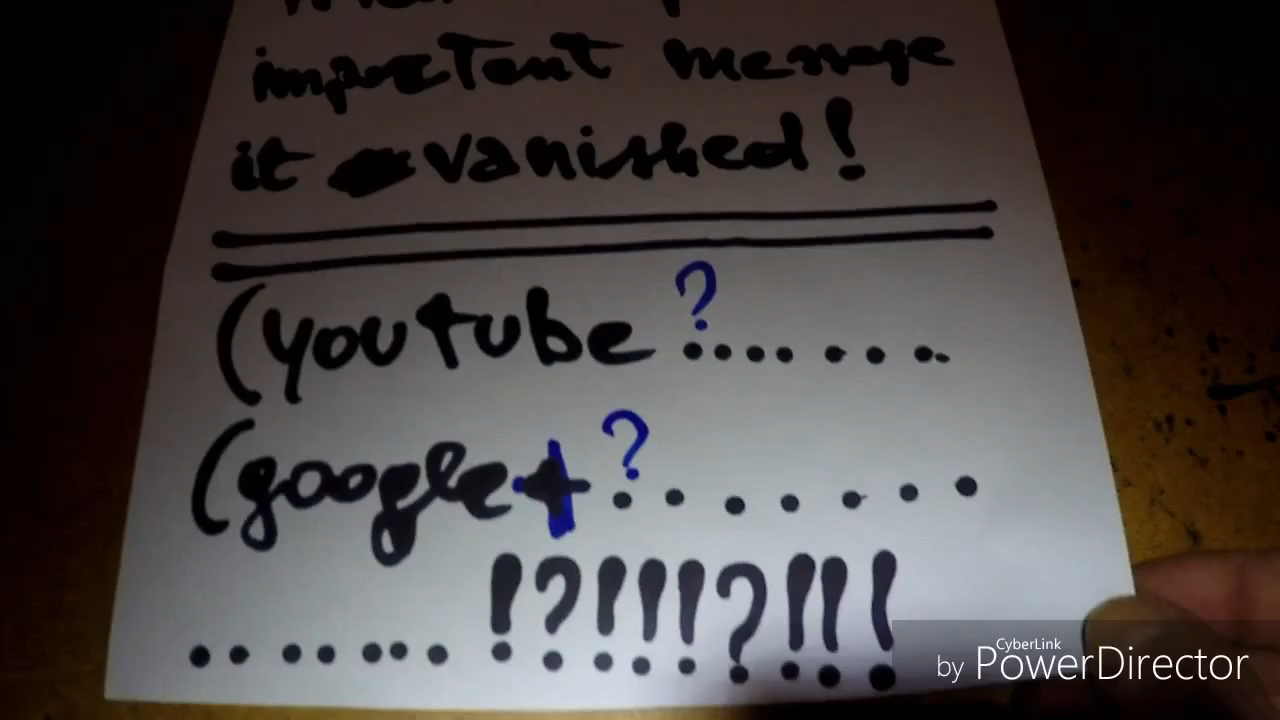 important message
it vanished!
(youtube ?........
(google+ ?.......
....... !?!!!?!!!
CyberLink
by PowerDirector